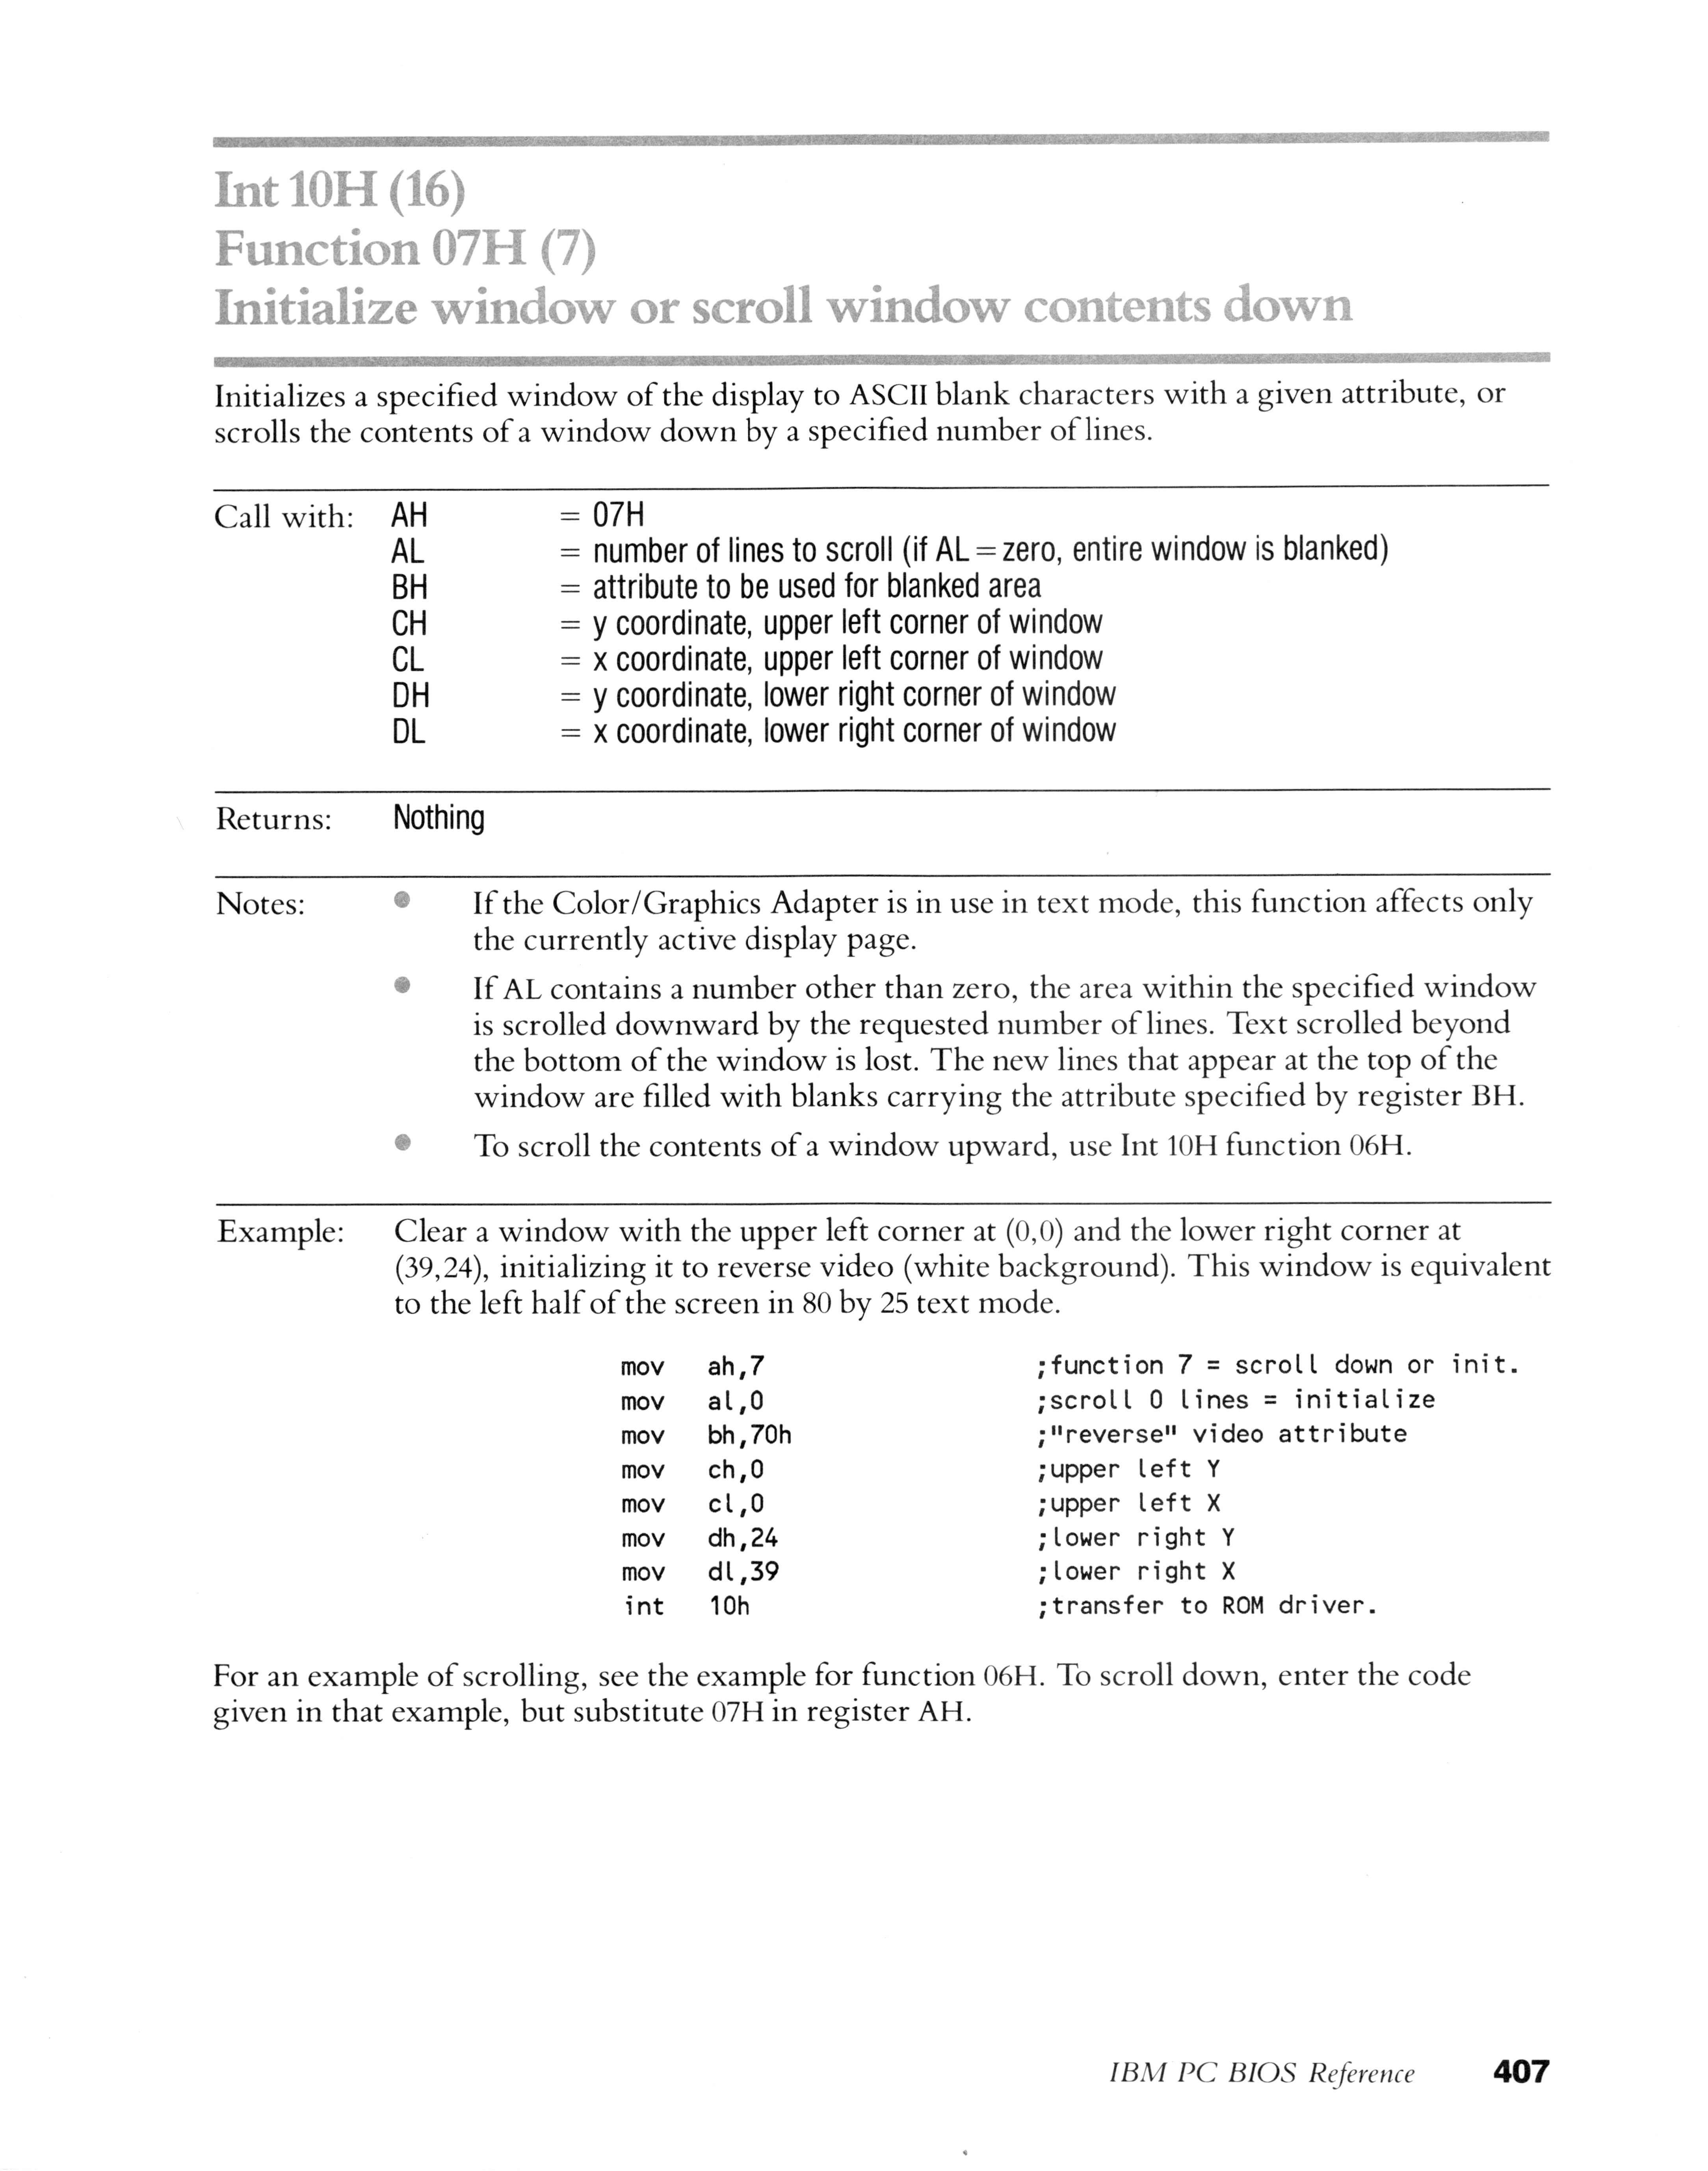 Int 10H (16)
Function 07H (7)
Initialize window or scroll window contents down
Initializes a specified window of the display to ASCII blank characters with a given attribute, or
scrolls the contents of a window down by a specified number of lines.
Call with: AH = 07H
AL = number of lines to scroll (if AL = zero, entire window is blanked)
BH = attribute to be used for blanked area
CH = y coordinate, upper left corner of window
CL = x coordinate, upper left corner of window
DH = y coordinate, lower right corner of window
DL = x coordinate, lower right corner of window
Returns: Nothing
Notes: • If the Color/Graphics Adapter is in use in text mode, this function affects only
the currently active display page.
• If AL contains a number other than zero, the area within the specified window
is scrolled downward by the requested number of lines. Text scrolled beyond
the bottom of the window is lost. The new lines that appear at the top of the
window are filled with blanks carrying the attribute specified by register BH.
• To scroll the contents of a window upward, use Int 10H function 06H.
Example: Clear a window with the upper left corner at (0,0) and the lower right corner at
(39,24), initializing it to reverse video (white background). This window is equivalent
to the left half of the screen in 80 by 25 text mode.
mov ah,7 ;function 7 = scroll down or init.
mov al,0 ;scroll 0 lines = initialize
mov bh,70h ;"reverse" video attribute
mov ch,0 ;upper left Y
mov cl,0 ;upper left X
mov dh,24 ;lower right Y
mov dl,39 ;lower right X
int 10h ;transfer to ROM driver.
For an example of scrolling, see the example for function 06H. To scroll down, enter the code
given in that example, but substitute 07H in register AH.
IBM PC BIOS Reference 407